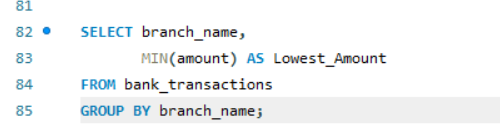 81
82 SELECT branch_name,
83 MIN(amount) AS Lowest_Amount
84 FROM bank_transactions
85 GROUP BY branch_name;